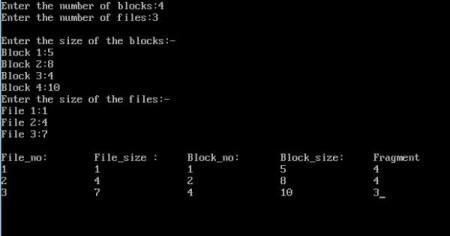 Enter the number of blocks:4
Enter the number of files:3
Enter the size of the blocks:-
Block 1:5
Block 2:8
Block 3:4
Block 4:10
Enter the size of the files:-
File 1:1
File 2:4
File 3:7
File_no: File_size : Block_no: Block_size: Fragment
1 1 1 5 4
2 4 2 8 4
3 7 4 10 3_